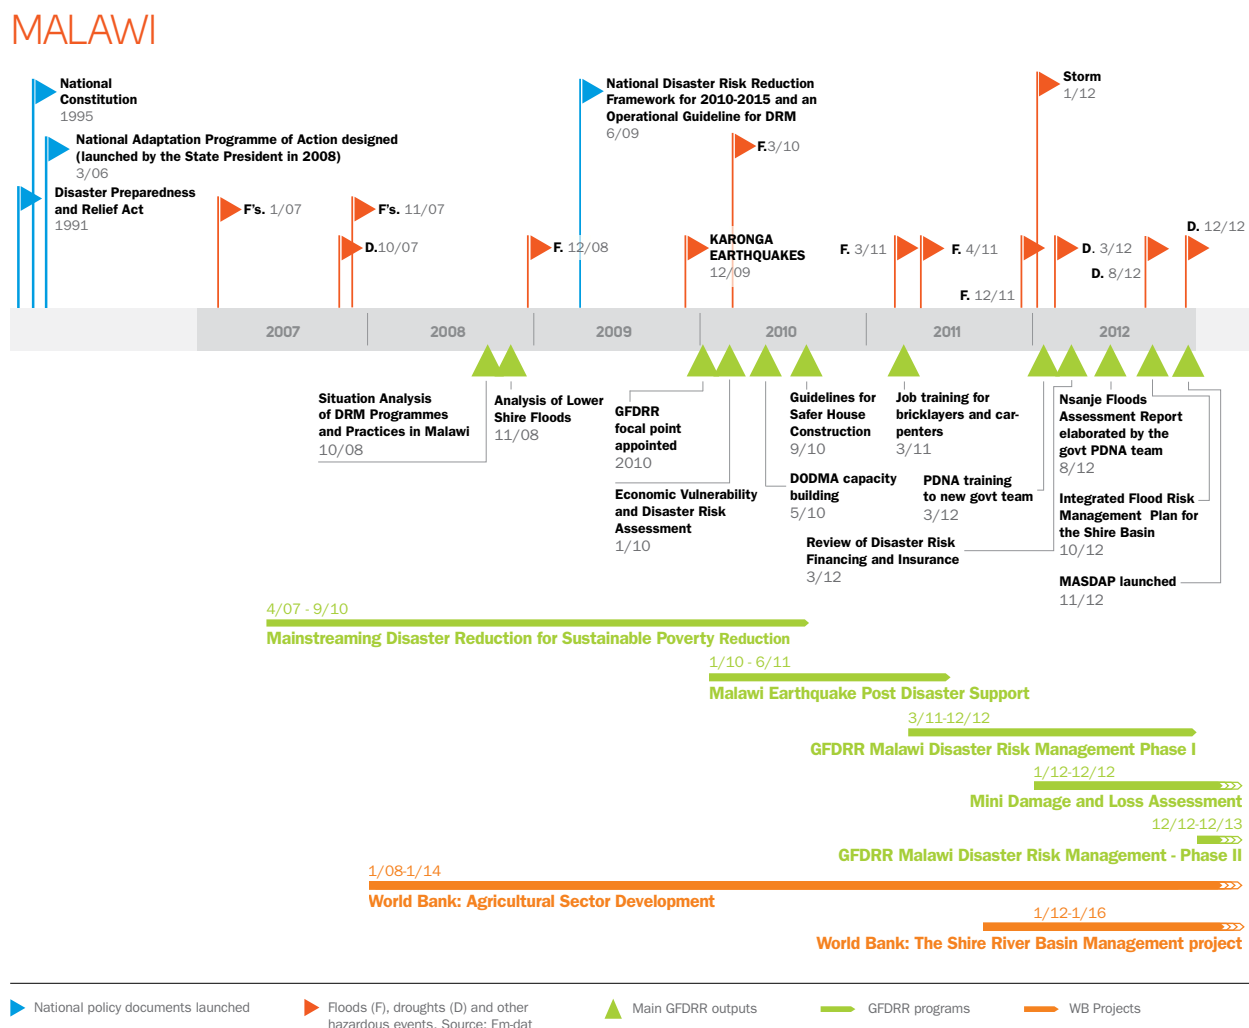 MALAWI
National
Constitution
1995
National Adaptation Programme of Action designed
(launched by the State President in 2008)
3/06
Disaster Preparedness
and Relief Act
1991
F's. 1/07
F's. 11/07
D.10/07
F. 12/08
National Disaster Risk Reduction
Framework for 2010-2015 and an
Operational Guideline for DRM
6/09
F.3/10
KARONGA
EARTHQUAKES
12/09
Storm
1/12
F. 3/11
F. 4/11
F. 12/11
D. 3/12
D. 8/12
D. 12/12
2007
2008
2009
2010
2011
2012
Situation Analysis
of DRM Programmes
and Practices in Malawi
10/08
Analysis of Lower
Shire Floods
11/08
GFDRR
focal point
appointed
2010
Economic Vulnerability
and Disaster Risk
Assessment
1/10
Guidelines for
Safer House
Construction
9/10
DODMA capacity
building
5/10
Job training for
bricklayers and car-
penters
3/11
PDNA training
to new govt team
3/12
Review of Disaster Risk
Financing and Insurance
3/12
Nsanje Floods
Assessment Report
elaborated by the
govt PDNA team
8/12
Integrated Flood Risk
Management Plan for
the Shire Basin
10/12
MASDAP launched
11/12
4/07 - 9/10
Mainstreaming Disaster Reduction for Sustainable Poverty Reduction
1/10 - 6/11
Malawi Earthquake Post Disaster Support
3/11-12/12
GFDRR Malawi Disaster Risk Management Phase I
1/12-12/12
Mini Damage and Loss Assessment
12/12-12/13
GFDRR Malawi Disaster Risk Management - Phase II
1/08-1/14
World Bank: Agricultural Sector Development
1/12-1/16
World Bank: The Shire River Basin Management project
National policy documents launched
Floods (F), droughts (D) and other
hazardous events. Source: Em-dat
Main GFDRR outputs
GFDRR programs
WB Projects